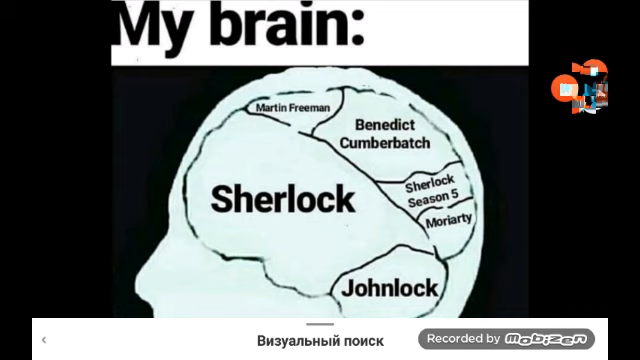 My brain:
Martin Freeman
Benedict
Cumberbatch
Sherlock
Season 5
Sherlock
Moriarty
Johnlock
Визуальный поиск
Recorded by mobizen